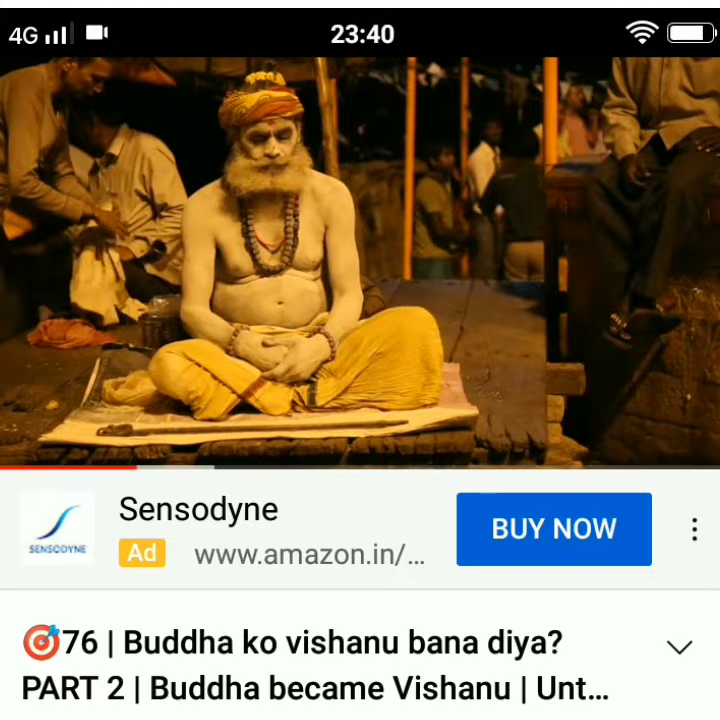 4G 23:40
Sensodyne
SENSODYNE
Ad www.amazon.in/...
BUY NOW
🎯76 | Buddha ko vishanu bana diya?
PART 2 | Buddha became Vishanu | Unt...